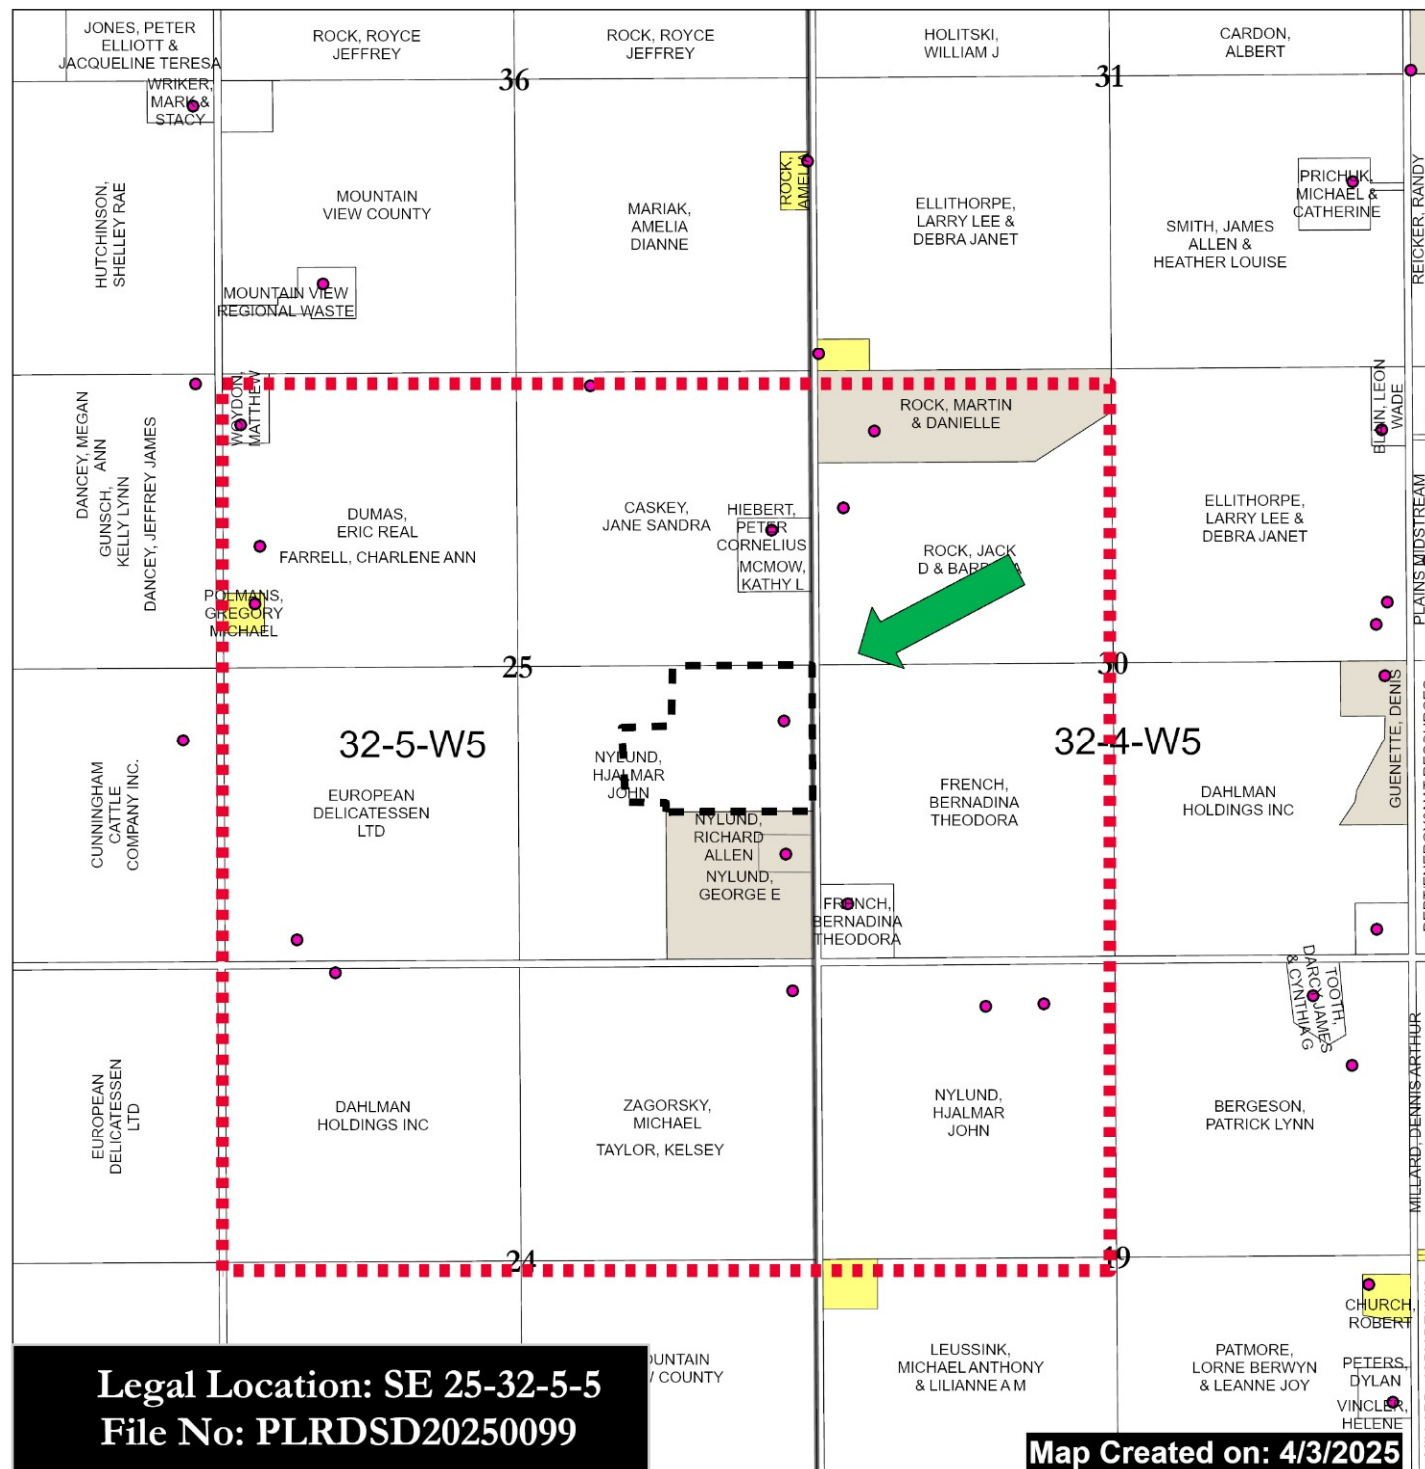 JONES, PETER
ELLIOTT &
JACQUELINE TERESA
ROCK, ROYCE
JEFFREY
ROCK, ROYCE
JEFFREY
HOLITSKI,
WILLIAM J
CARDON,
ALBERT
36
31
WRIKER,
MARK &
STACY
HUTCHINSON,
SHELLEY RAE
MOUNTAIN
VIEW COUNTY
MARIAK,
AMELIA
DIANNE
ROCK,
AMELIA
ELLITHORPE,
LARRY LEE &
DEBRA JANET
SMITH, JAMES
ALLEN &
HEATHER LOUISE
PRICHUK,
MICHAEL &
CATHERINE
REICKER, RANDY
MOUNTAIN VIEW
REGIONAL WASTE
DANCEY, MEGAN
ANN
GUNSCH,
KELLY LYNN
DANCEY, JEFFREY JAMES
MATTHEW
DUMAS,
ERIC REAL
FARRELL, CHARLENE ANN
POLMANS,
GREGORY
MICHAEL
CASKEY,
JANE SANDRA
HIEBERT,
PETER
CORNELIUS
MCMOW,
KATHY L
ROCK, MARTIN
& DANIELLE
ROCK, JACK
D &
ELLITHORPE,
LARRY LEE &
DEBRA JANET
LEON
WADE
PLAINS MIDSTREAM
25
30
32-5-W5
32-4-W5
CUNNINGHAM
CATTLE
COMPANY INC.
EUROPEAN
DELICATESSEN
LTD
NYLUND,
HJALMAR
JOHN
NYLUND,
RICHARD
ALLEN
NYLUND,
GEORGE E
FRENCH,
BERNADINA
THEODORA
FRENCH,
BERNADINA
THEODORA
DAHLMAN
HOLDINGS INC
GUENETTE, DENIS
EUROPEAN
DELICATESSEN
LTD
DAHLMAN
HOLDINGS INC
ZAGORSKY,
MICHAEL
TAYLOR, KELSEY
NYLUND,
HJALMAR
JOHN
TOOTH,
DARCY JAMES
& CYNTHIA G
BERGESON,
PATRICK LYNN
MILLARD, DENNIS ARTHUR
24
19
COUNTY
LEUSSINK,
MICHAEL ANTHONY
& LILIANNE A M
PATMORE,
LORNE BERWYN
& LEANNE JOY
CHURCH,
ROBERT
PETERS,
DYLAN
VINCLER,
HELENE
Legal Location: SE 25-32-5-5
File No: PLRDSD20250099
Map Created on: 4/3/2025